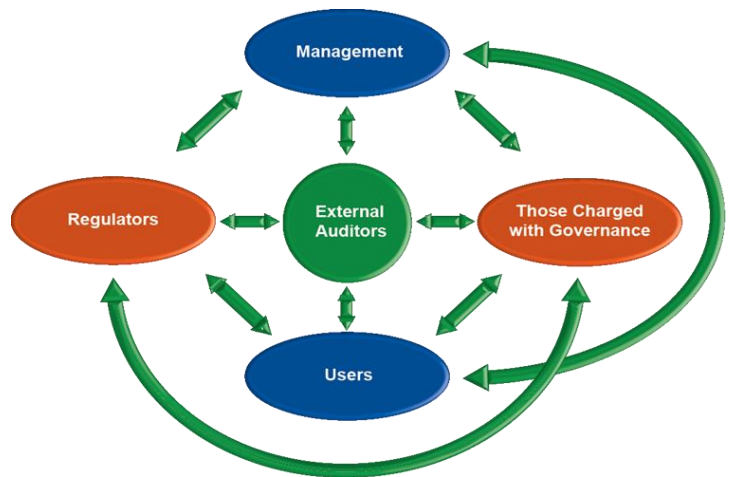 Management
Regulators
External
Auditors
Those Charged
with Governance
Users